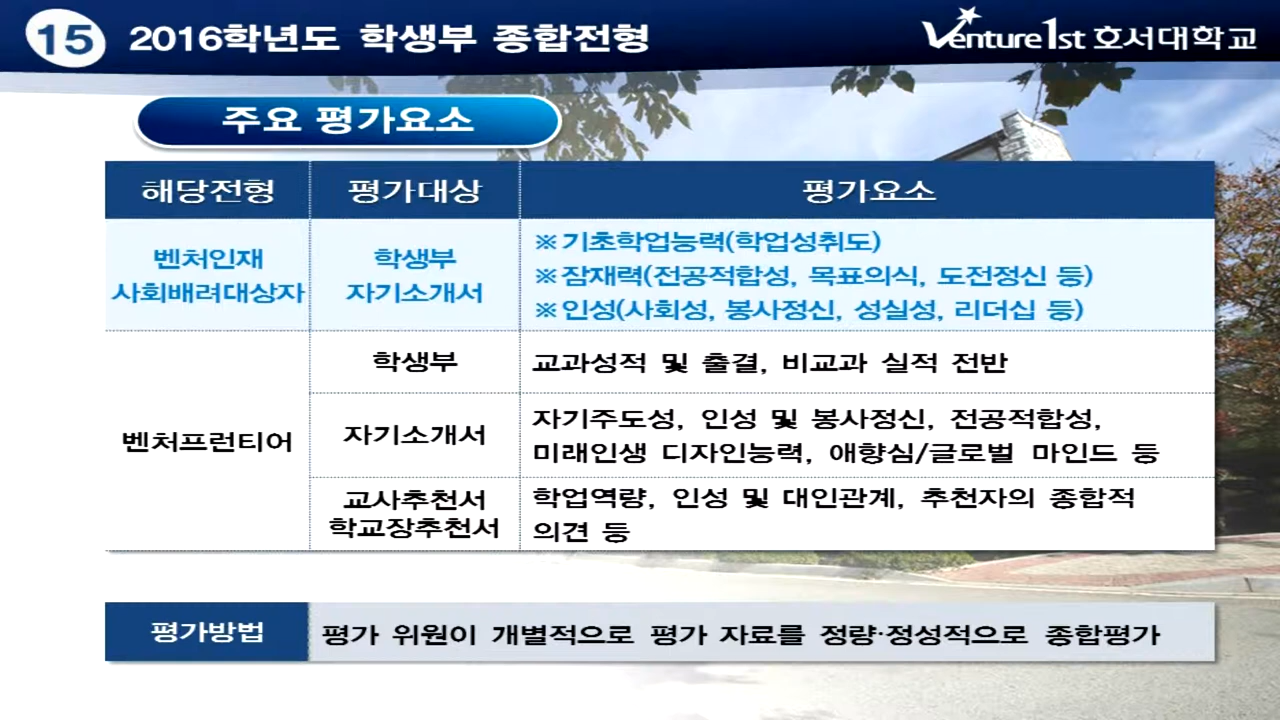 15 2016학년도 학생부 종합전형
Venture 1st 호서대학교
주요 평가요소
해당전형 평가대상 평가요소
벤처인재
사회배려대상자
학생부
자기소개서
※기초학업능력(학업성취도)
※잠재력(전공적합성, 목표의식, 도전정신 등)
※인성(사회성, 봉사정신, 성실성, 리더십 등)
벤처프런티어
학생부
교과성적 및 출결, 비교과 실적 전반
자기소개서
자기주도성, 인성 및 봉사정신, 전공적합성,
미래인생 디자인능력, 애향심/글로벌 마인드 등
교사추천서
학교장추천서
학업역량, 인성 및 대인관계, 추천자의 종합적
의견 등
평가방법
평가 위원이 개별적으로 평가 자료를 정량·정성적으로 종합평가